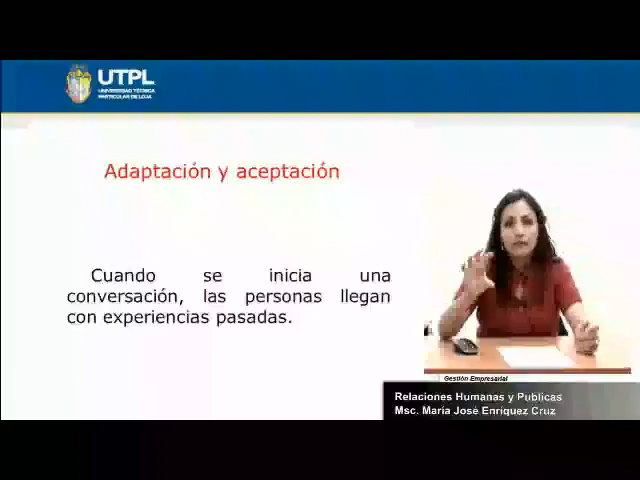 UTPL
UNIVERSIDAD TÉCNICA
PARTICULAR DE LOJA
Adaptación y aceptación
Cuando se inicia una
conversación, las personas llegan
con experiencias pasadas.
Gestión Empresarial
Relaciones Humanas y Publicas
Msc. María José Enríquez Cruz